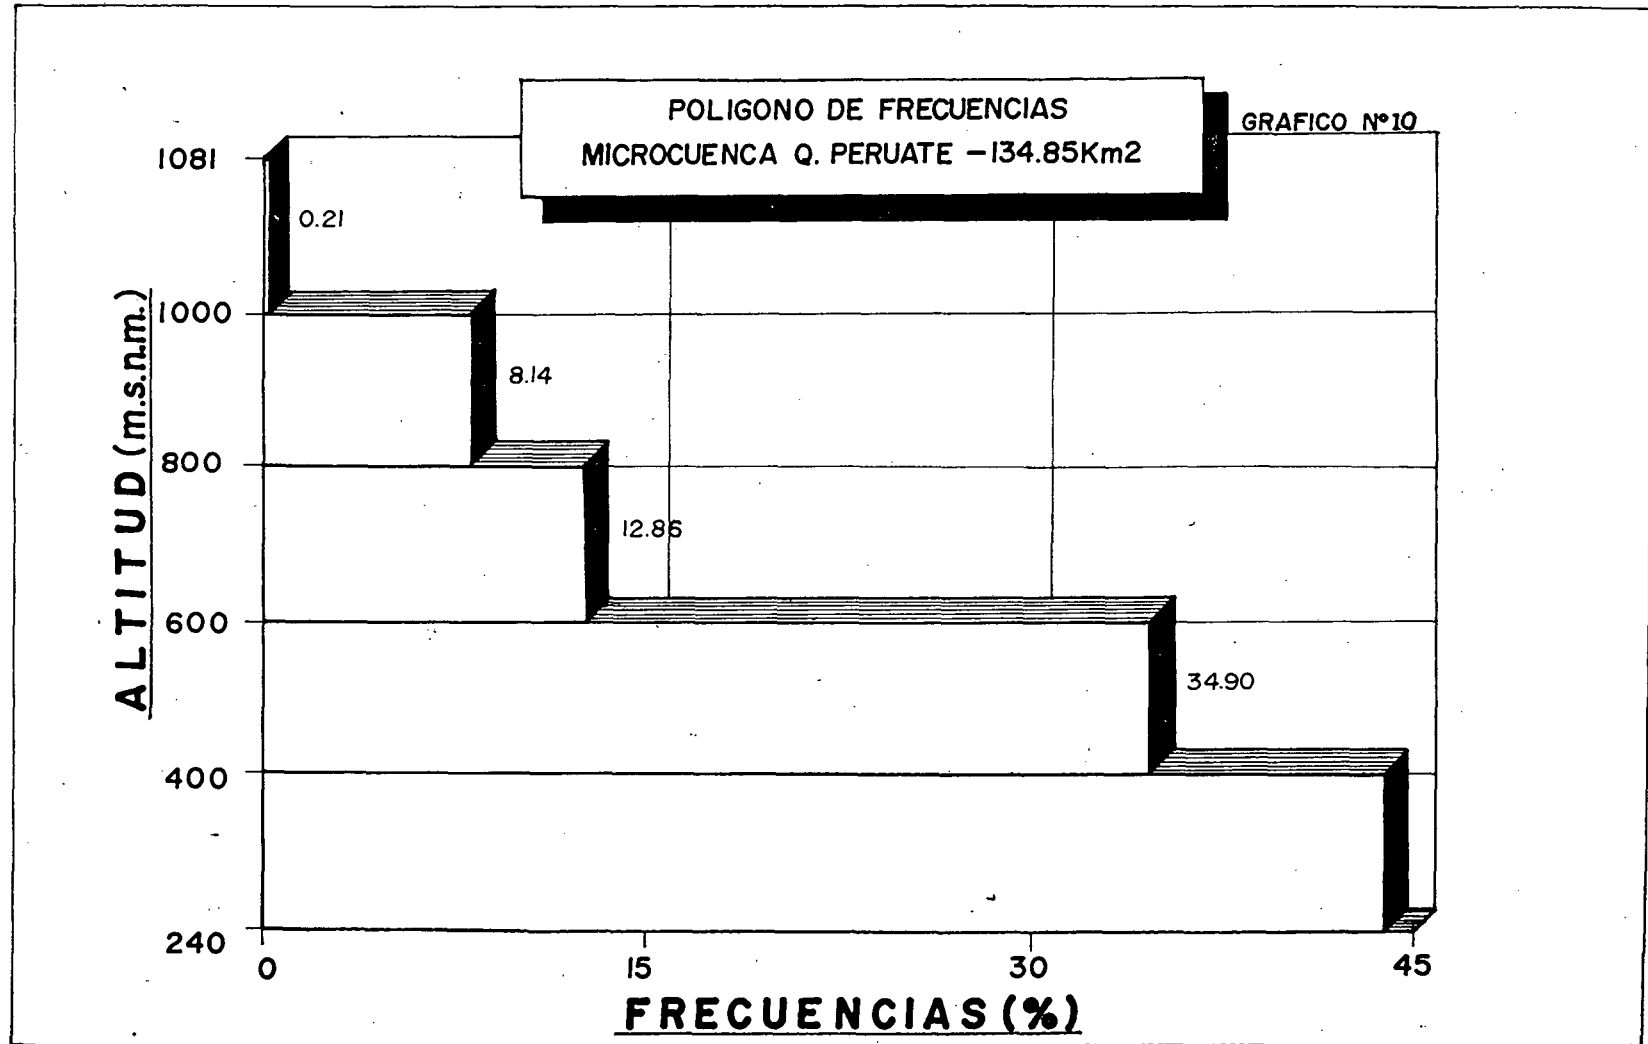 POLIGONO DE FRECUENCIAS
MICROCUENCA Q. PERUATE -134.85Km2
GRAFICO Nº10
ALTITUD (m.s.n.m.)
1081
0.21
1000
8.14
800
12.86
600
34.90
400
240
0 15 30 45
FRECUENCIAS (%)